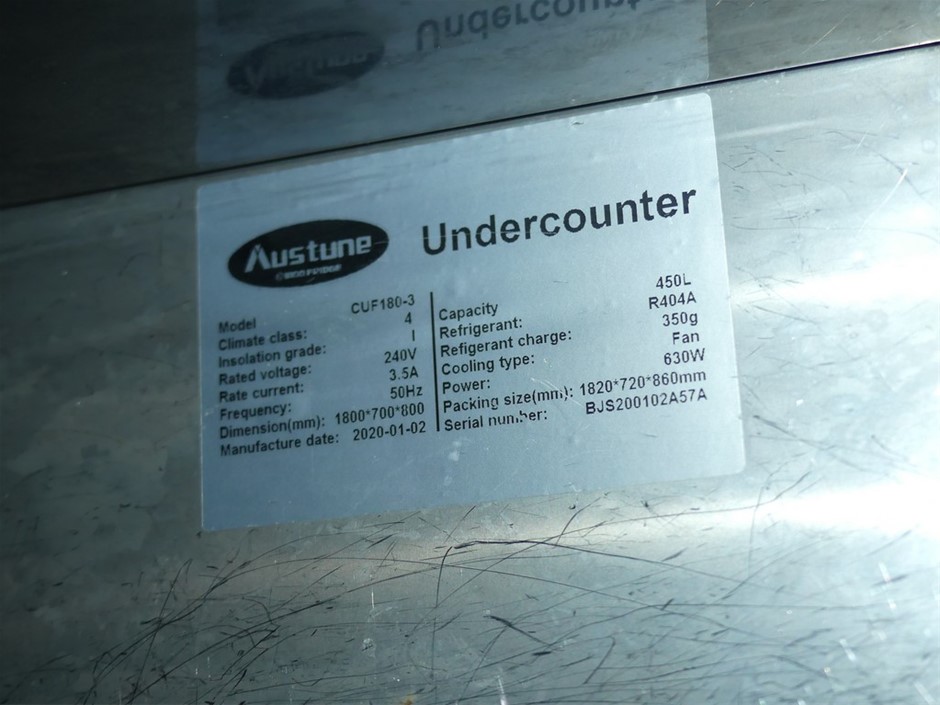 Undercounter
Austune
Undercounter
Model CUF180-3
Climate class: 4
Insolation grade: I
Rated voltage: 240V
Rate current: 3.5A
Frequency: 50Hz
Dimension(mm): 1800*700*800
Manufacture date: 2020-01-02
Capacity 450L
Refrigerant: R404A
Refigerant charge: 350g
Cooling type: Fan
Power: 630W
Packing size(mm): 1820*720*860mm
Serial number: BJS200102A57A